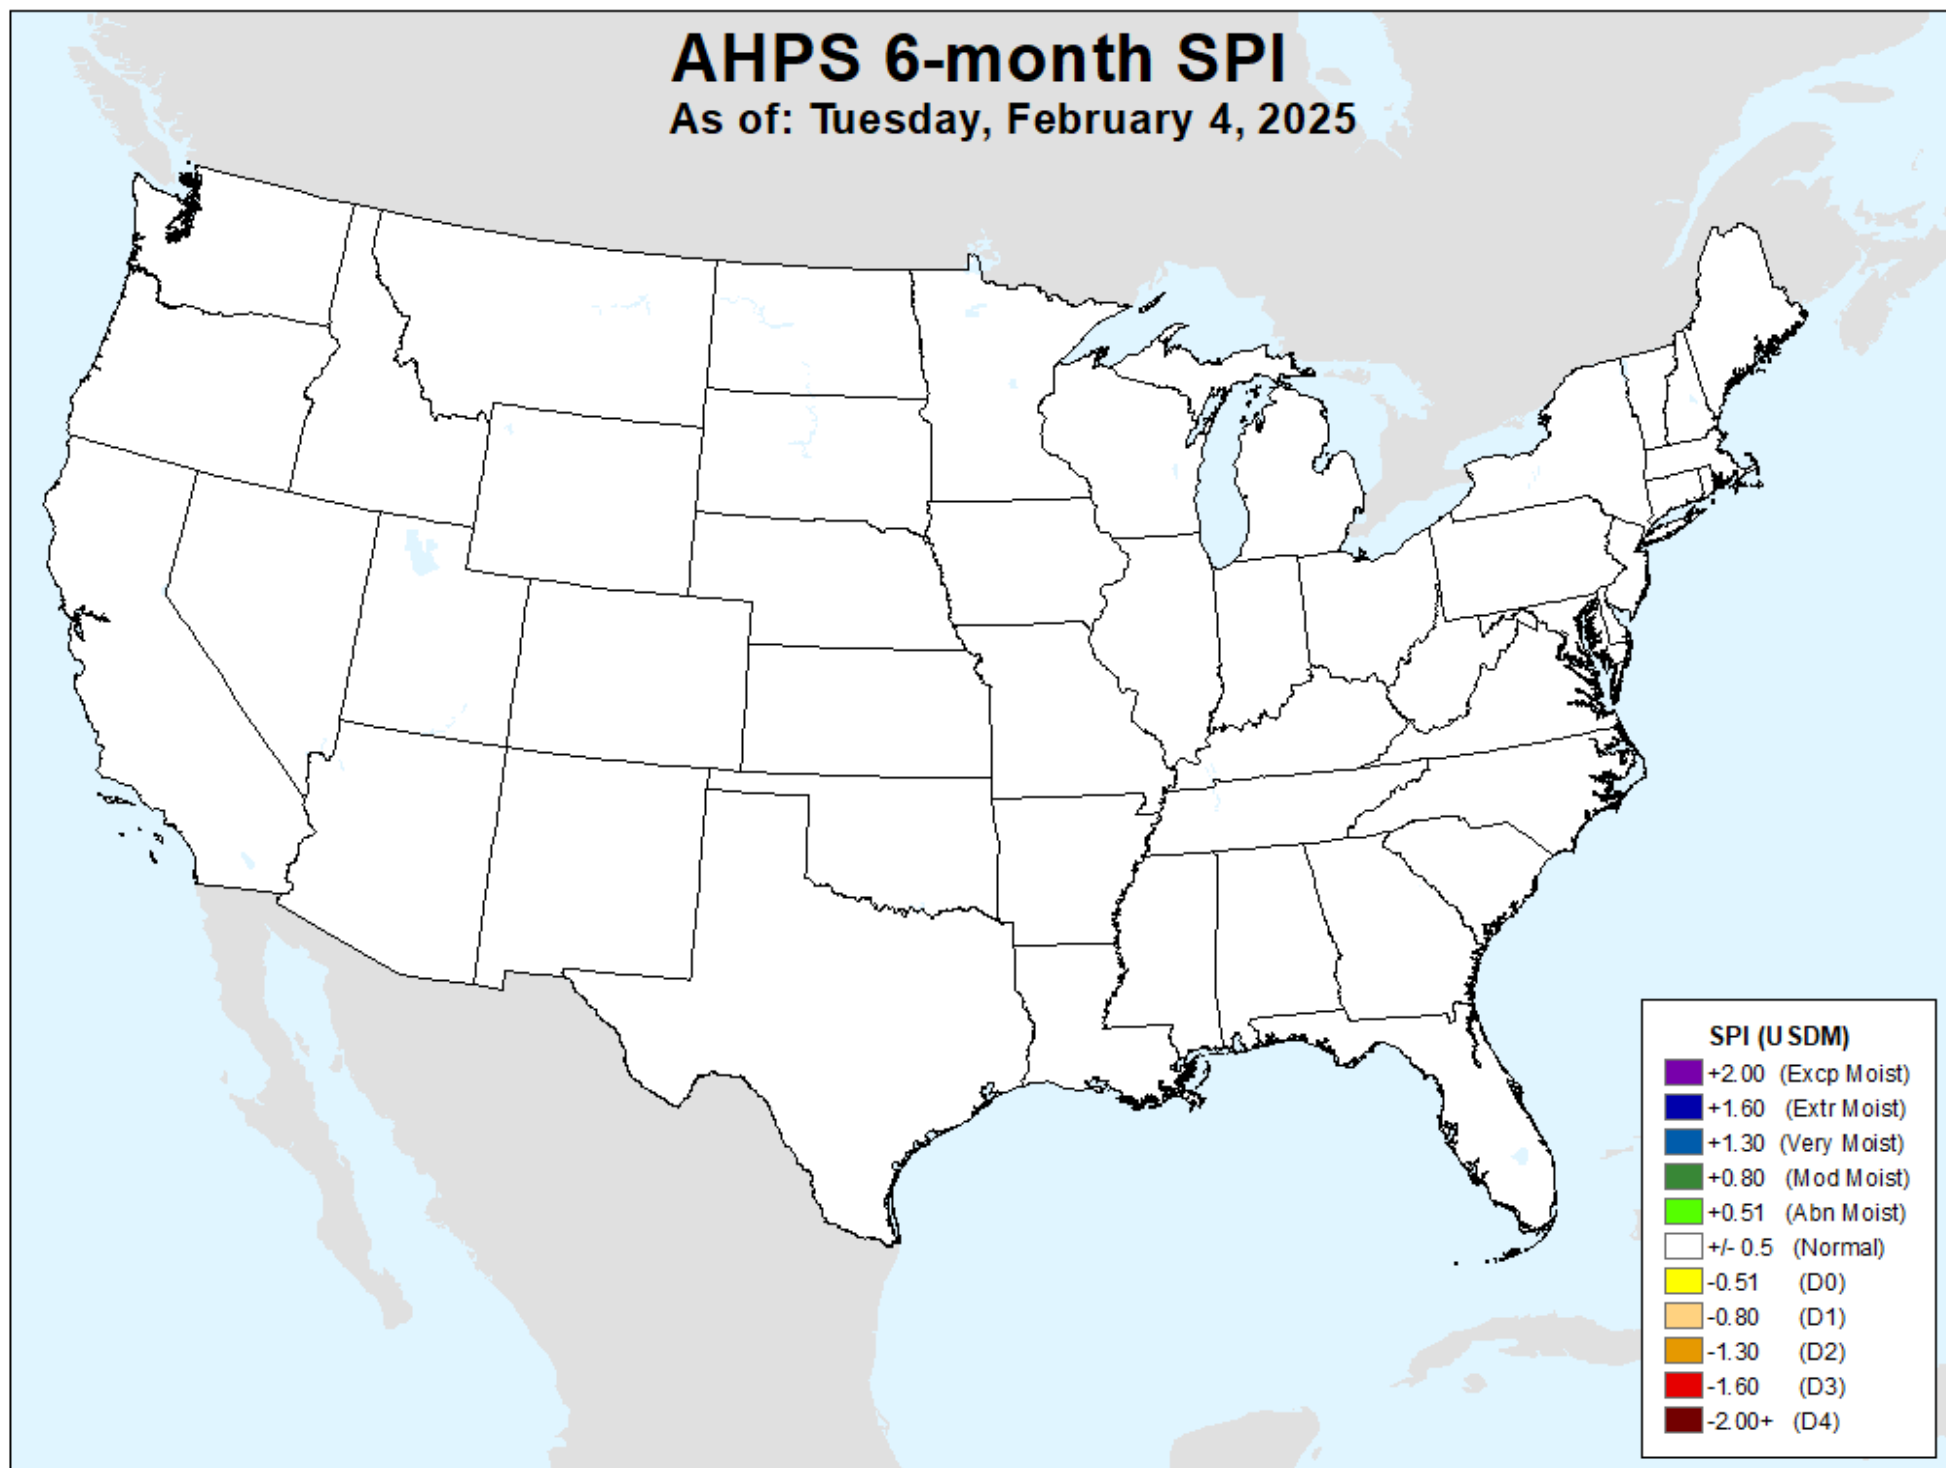 AHPS 6-month SPI
As of: Tuesday, February 4, 2025
SPI (USDM)
+2.00 (Excp Moist)
+1.60 (Extr Moist)
+1.30 (Very Moist)
+0.80 (Mod Moist)
+0.51 (Abn Moist)
+/- 0.5 (Normal)
-0.51 (D0)
-0.80 (D1)
-1.30 (D2)
-1.60 (D3)
-2.00+ (D4)